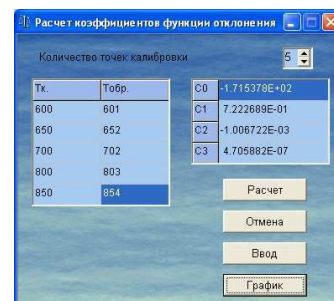 Расчет коэффициентов функции отклонения
Количество точек калибровки 5
Тк. Тобр.
600 601
650 652
700 702
800 803
850 854
C0 -1.715378E+02
C1 7.222689E-01
C2 -1.006722E-03
C3 4.705882E-07
Расчет
Отмена
Ввод
График